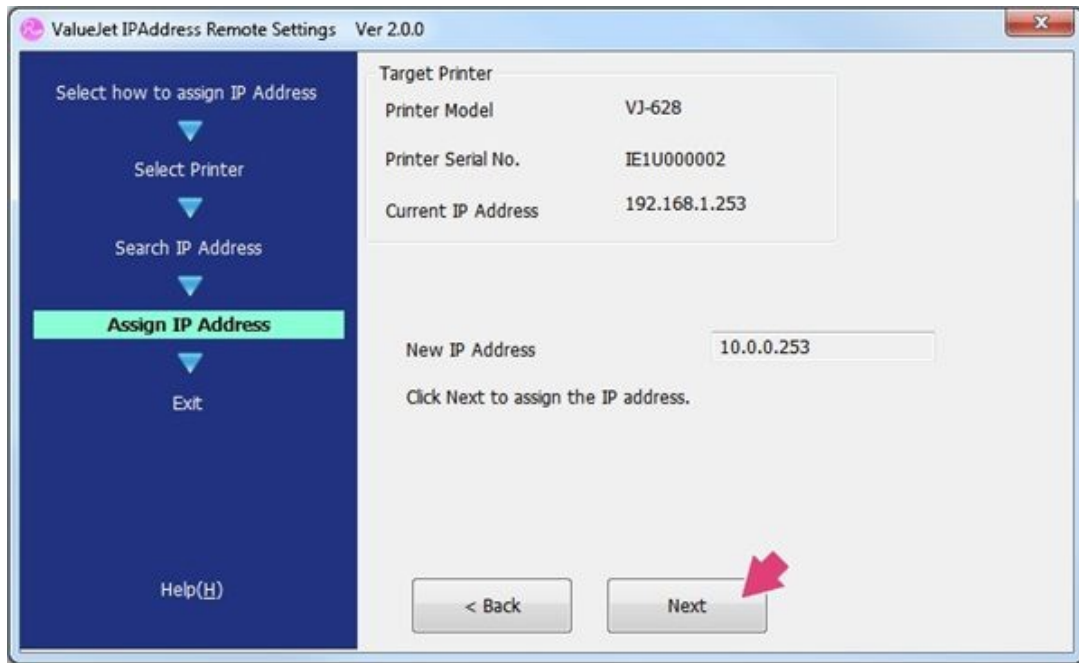 ValueJet IPAddress Remote Settings Ver 2.0.0
Select how to assign IP Address
Select Printer
Search IP Address
Assign IP Address
Exit
Help(H)
Target Printer
Printer Model VJ-628
Printer Serial No. IE1U000002
Current IP Address 192.168.1.253
New IP Address 10.0.0.253
Click Next to assign the IP address.
< Back Next